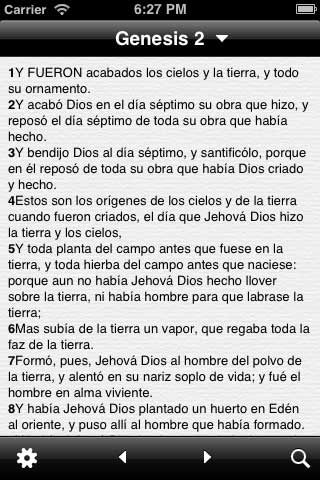 Carrier 6:27 PM
Genesis 2
1Y FUERON acabados los cielos y la tierra, y todo
su ornamento.
2Y acabó Dios en el día séptimo su obra que hizo, y
reposó el día séptimo de toda su obra que había
hecho.
3Y bendijo Dios al día séptimo, y santificólo, porque
en él reposó de toda su obra que había Dios criado
y hecho.
4Estos son los orígenes de los cielos y de la tierra
cuando fueron criados, el día que Jehová Dios hizo
la tierra y los cielos,
5Y toda planta del campo antes que fuese en la
tierra, y toda hierba del campo antes que naciese:
porque aun no había Jehová Dios hecho llover
sobre la tierra, ni había hombre para que labrase la
tierra;
6Mas subía de la tierra un vapor, que regaba toda la
faz de la tierra.
7Formó, pues, Jehová Dios al hombre del polvo de
la tierra, y alentó en su nariz soplo de vida; y fué el
hombre en alma viviente.
8Y había Jehová Dios plantado un huerto en Edén
al oriente, y puso allí al hombre que había formado.